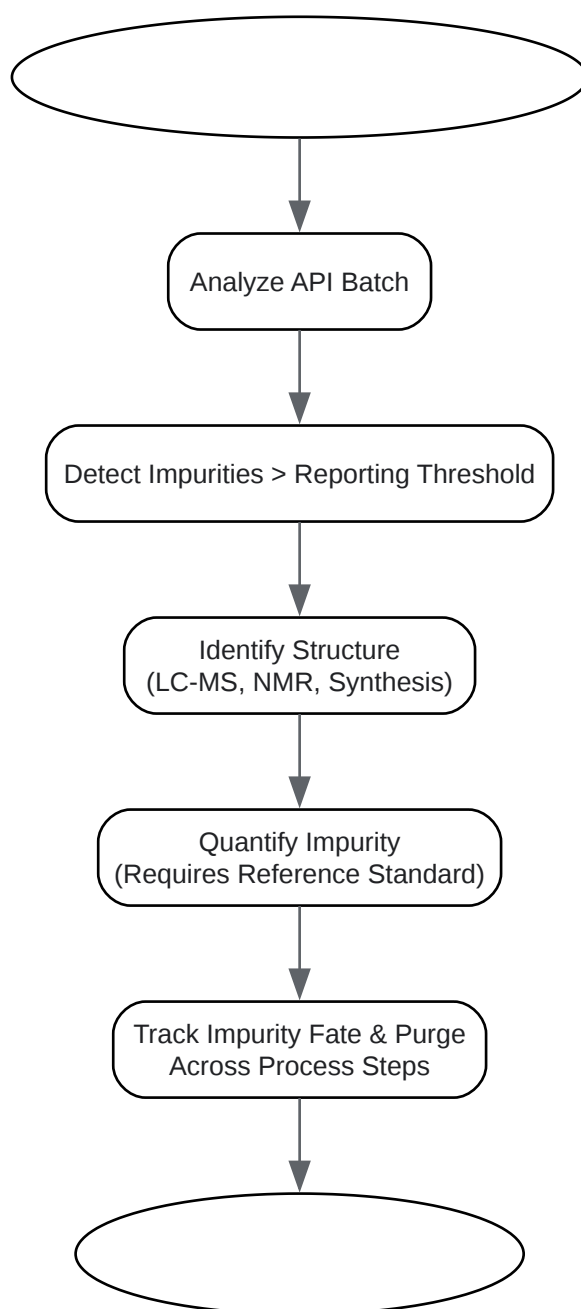 Analyze API Batch
Detect Impurities > Reporting Threshold
Identify Structure
(LC-MS, NMR, Synthesis)
Quantify Impurity
(Requires Reference Standard)
Track Impurity Fate & Purge
Across Process Steps